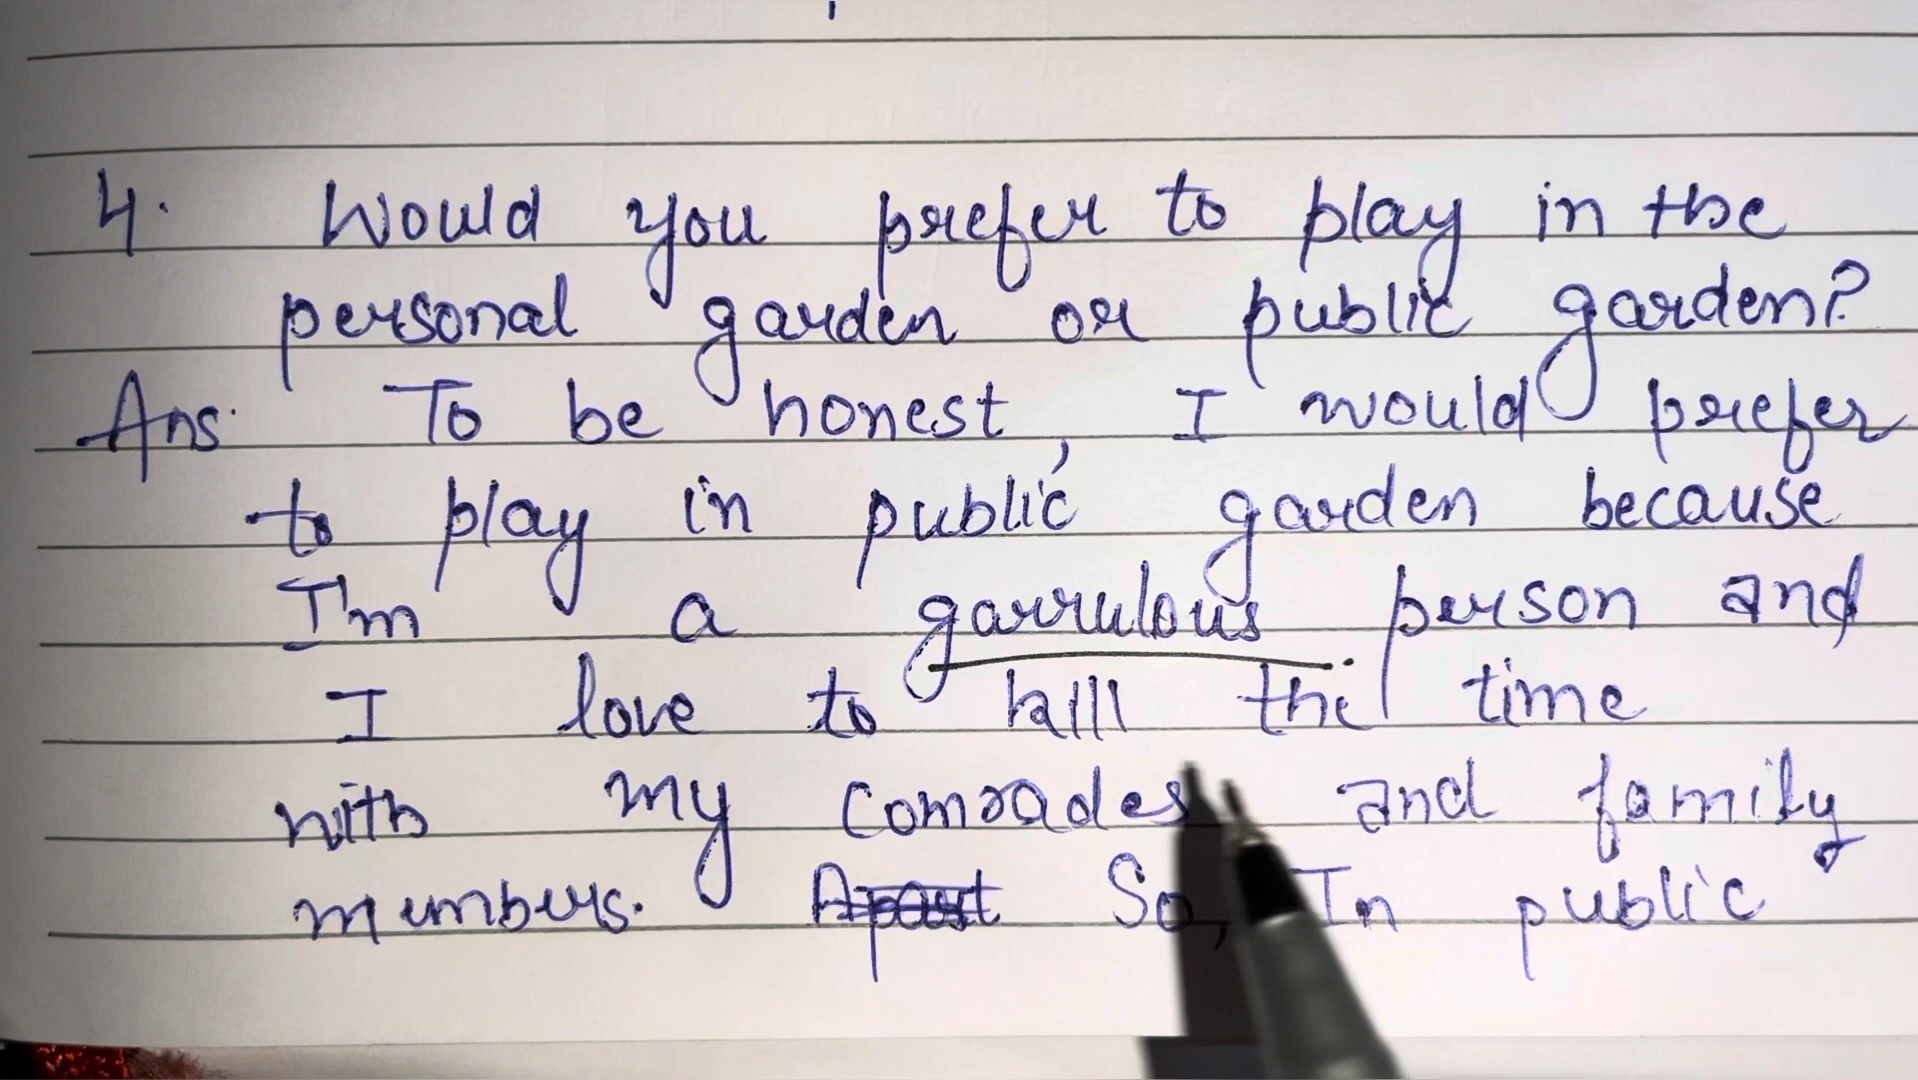 4. Would you prefer to play in the
personal garden or public garden?
Ans. To be honest, I would prefer
to play in public garden because
I'm a garrulous person and
I love to kill the time
with my comrades and family
members. Apart So, In public